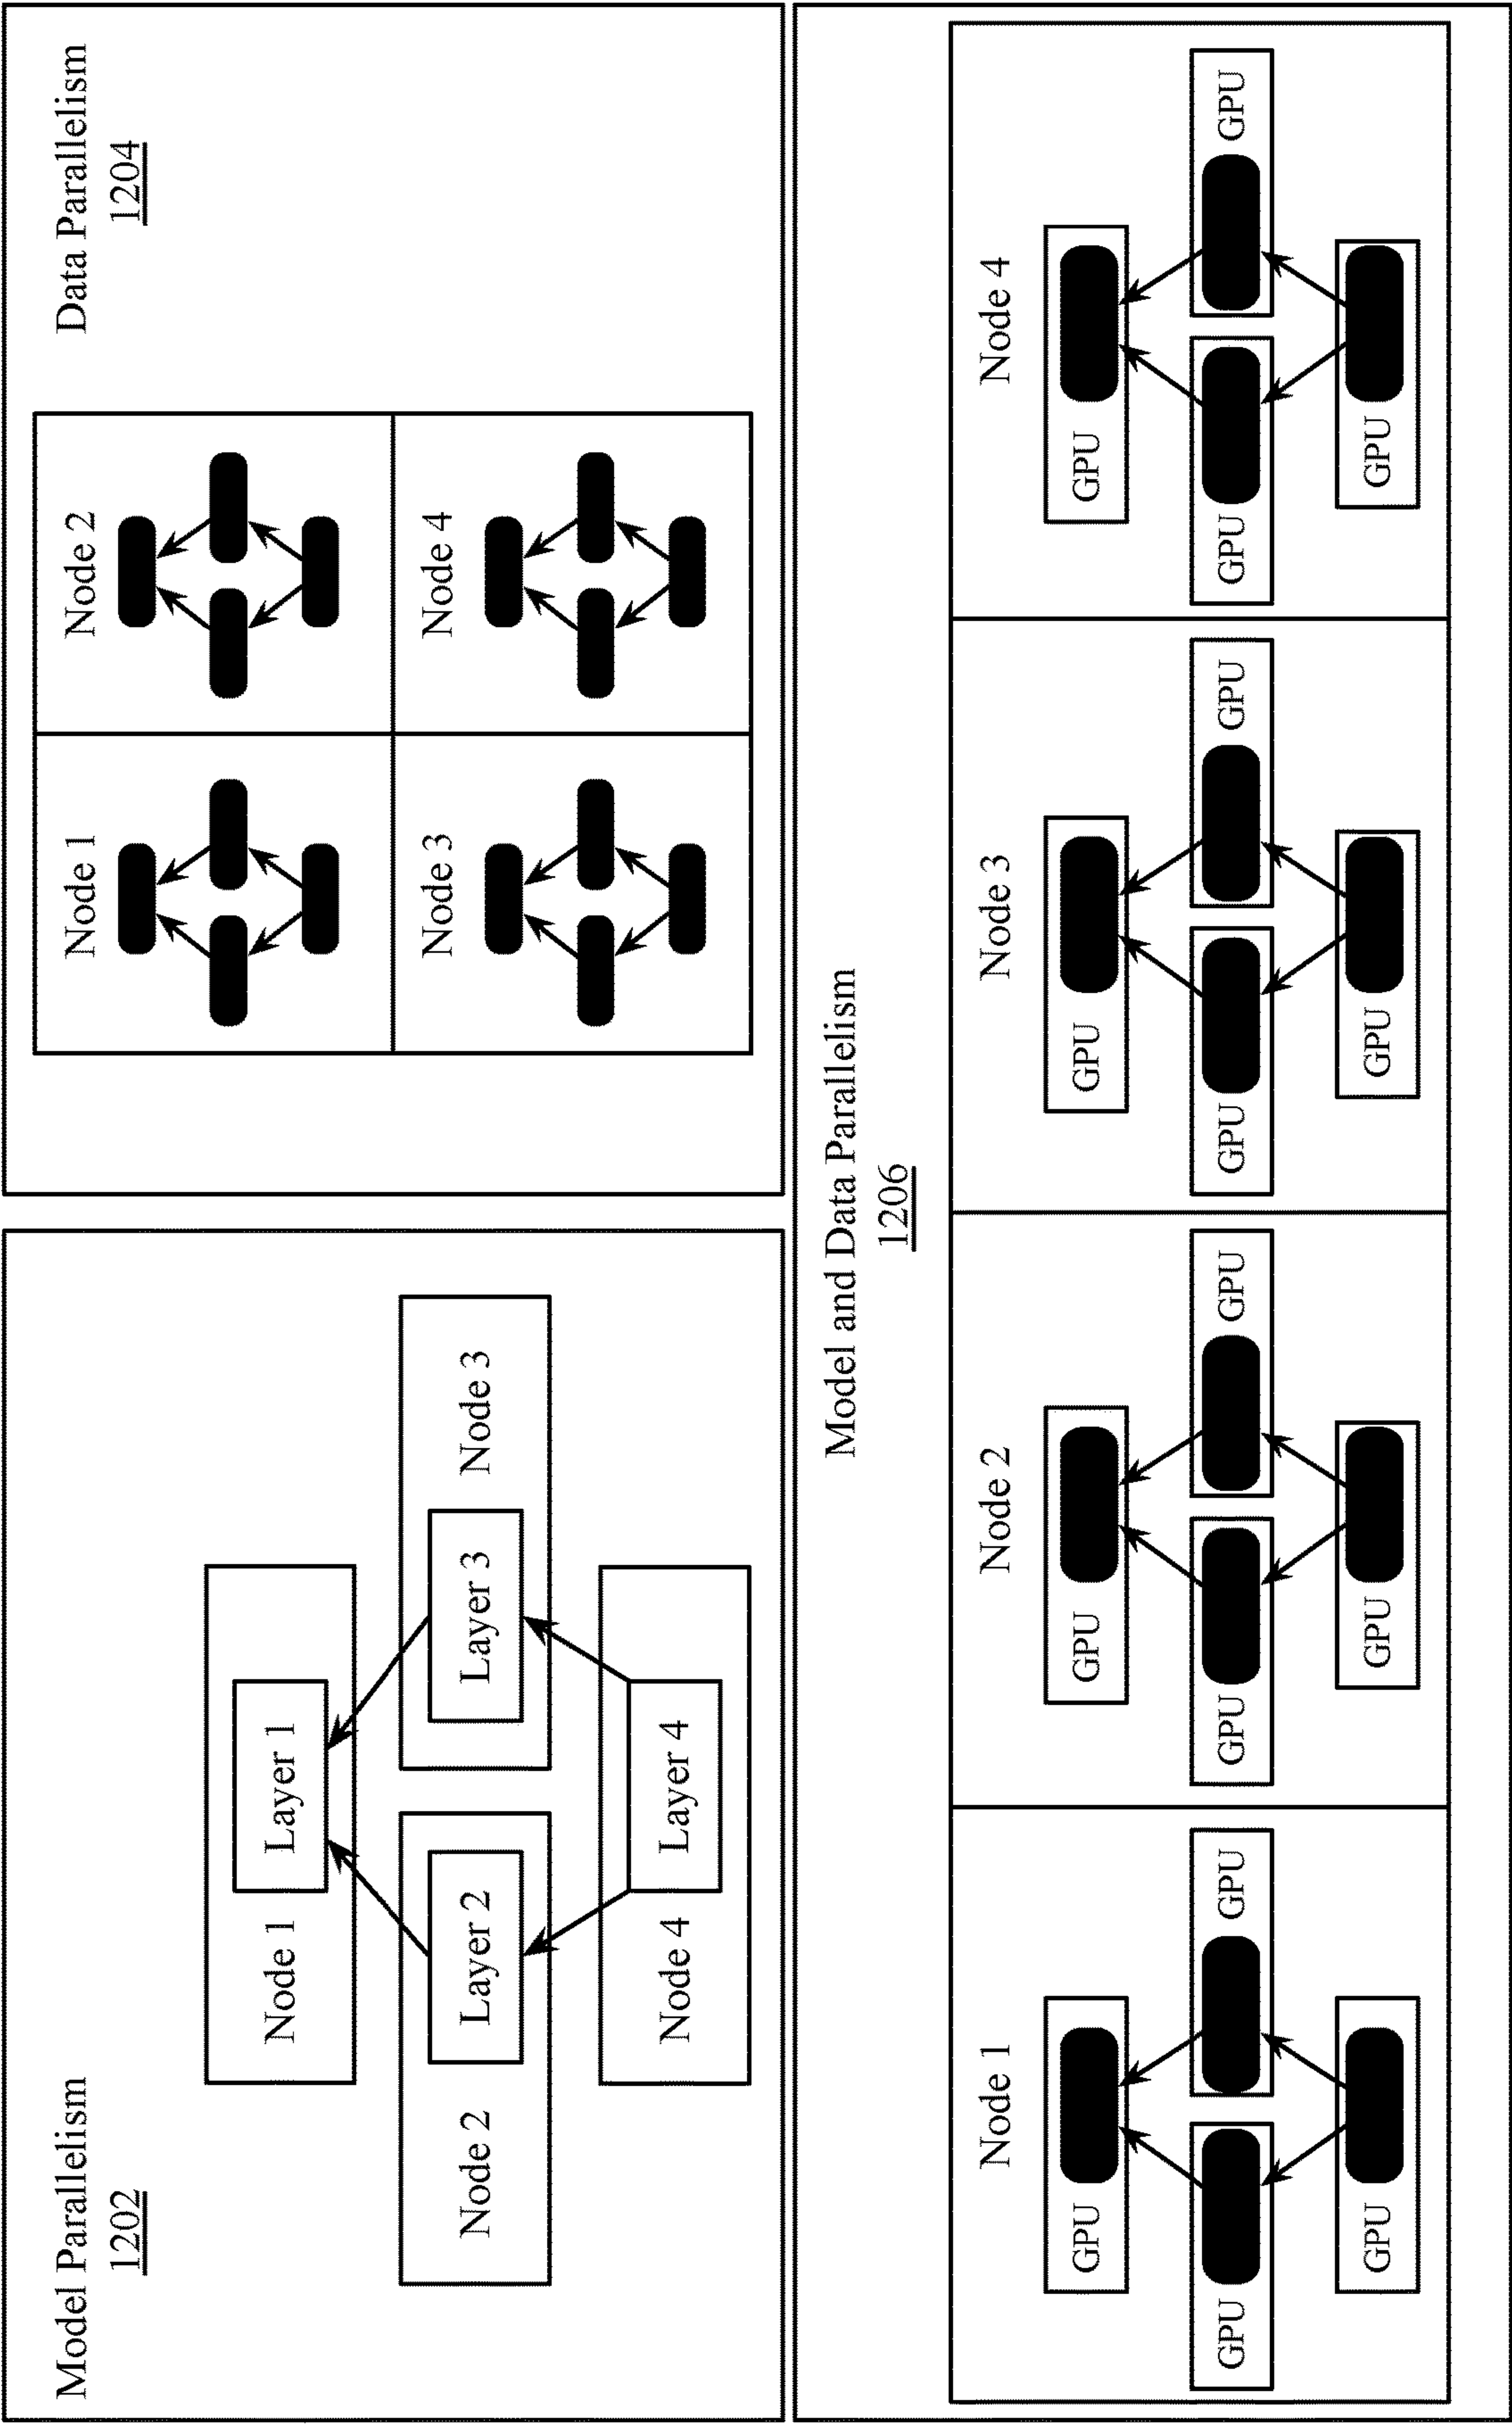 Model Parallelism
1202
Node 1
Layer 1
Node 2
Layer 2
Layer 3
Node 3
Node 4
Layer 4
Data Parallelism
1204
Node 1
Node 2
Node 3
Node 4
Model and Data Parallelism
1206
Node 1
GPU
GPU
GPU
GPU
Node 2
GPU
GPU
GPU
GPU
Node 3
GPU
GPU
GPU
GPU
Node 4
GPU
GPU
GPU
GPU